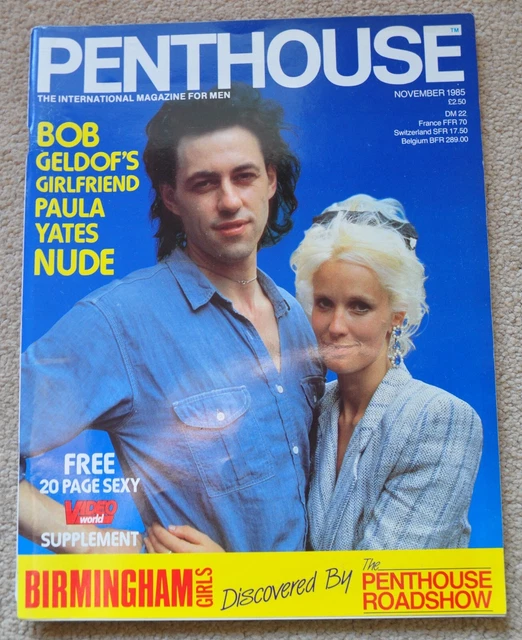 PENTHOUSE™
THE INTERNATIONAL MAGAZINE FOR MEN
NOVEMBER 1985
£2.50
DM 22
France FFR 70
Switzerland SFR 17.50
Belgium BFR 289.00
BOB
GELDOF'S
GIRLFRIEND
PAULA
YATES
NUDE
FREE
20 PAGE SEXY
VIDEO
world
SUPPLEMENT
BIRMINGHAM GIRLS
Discovered By
The
PENTHOUSE
ROADSHOW